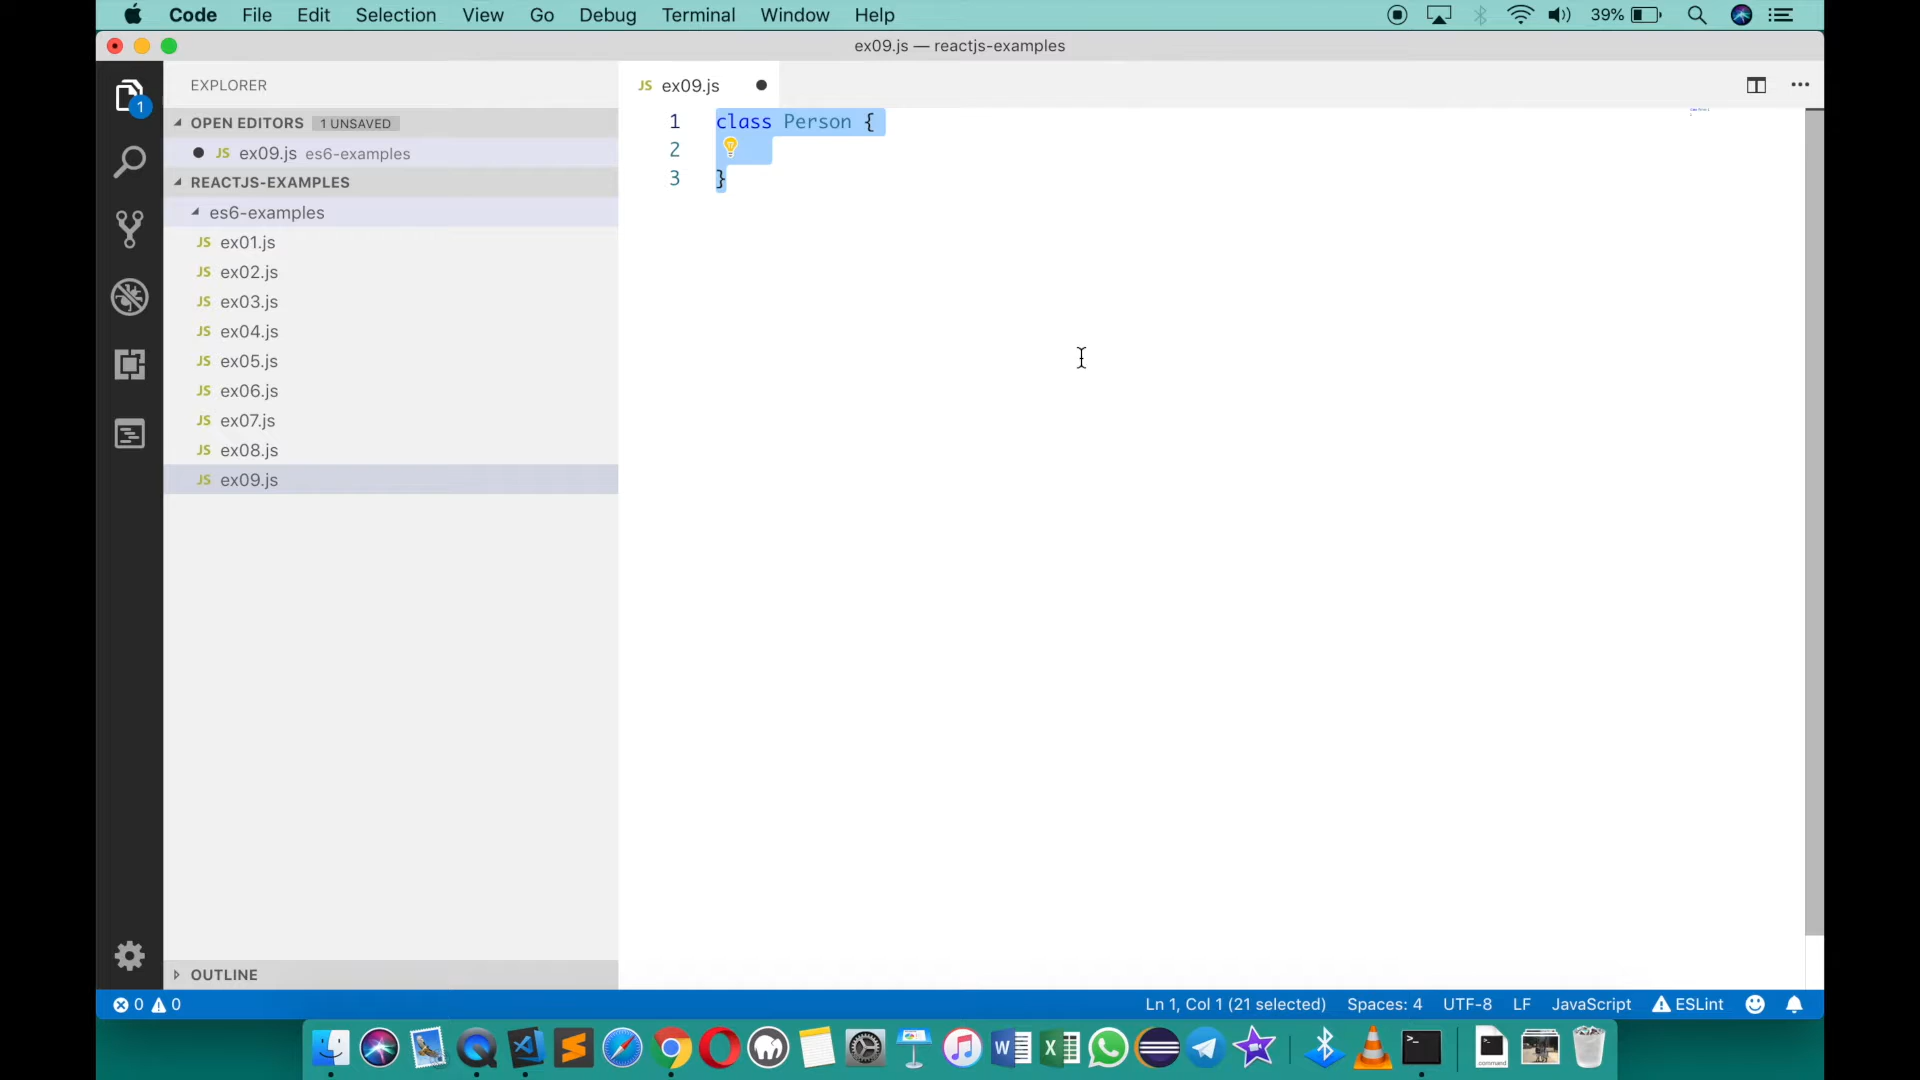 Code File Edit Selection View Go Debug Terminal Window Help 39%
ex09.js — reactjs-examples
EXPLORER
OPEN EDITORS 1 UNSAVED
JS ex09.js es6-examples
REACTJS-EXAMPLES
es6-examples
JS ex01.js
JS ex02.js
JS ex03.js
JS ex04.js
JS ex05.js
JS ex06.js
JS ex07.js
JS ex08.js
JS ex09.js
OUTLINE
1
JS ex09.js
1 class Person {
2
3 }
0 0 Ln 1, Col 1 (21 selected) Spaces: 4 UTF-8 LF JavaScript ESLint